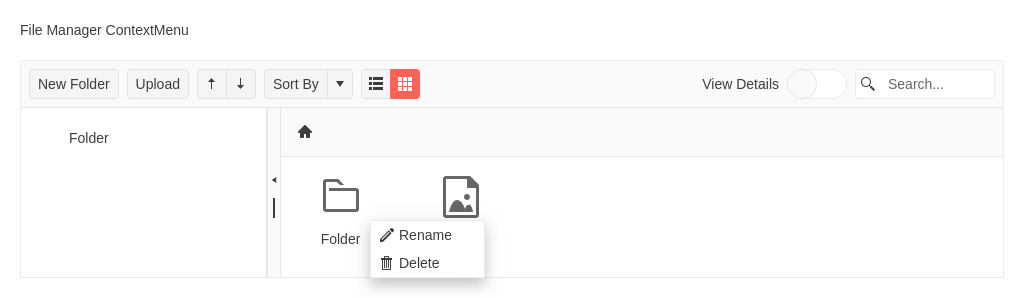 File Manager ContextMenu
New Folder Upload Sort By View Details Search...
Folder
Folder
Rename
Delete